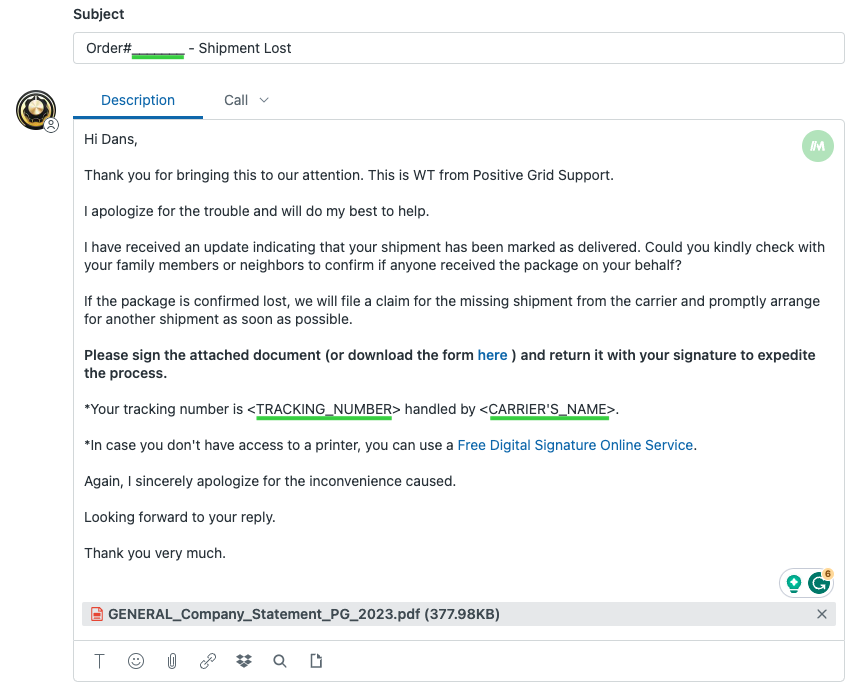 Subject
Order#_______ - Shipment Lost
Description
Call
Hi Dans,
Thank you for bringing this to our attention. This is WT from Positive Grid Support.
I apologize for the trouble and will do my best to help.
I have received an update indicating that your shipment has been marked as delivered. Could you kindly check with
your family members or neighbors to confirm if anyone received the package on your behalf?
If the package is confirmed lost, we will file a claim for the missing shipment from the carrier and promptly arrange
for another shipment as soon as possible.
Please sign the attached document (or download the form here ) and return it with your signature to expedite
the process.
*Your tracking number is <TRACKING_NUMBER> handled by <CARRIER'S_NAME>.
*In case you don't have access to a printer, you can use a Free Digital Signature Online Service.
Again, I sincerely apologize for the inconvenience caused.
Looking forward to your reply.
Thank you very much.
6
GENERAL_Company_Statement_PG_2023.pdf (377.98KB)